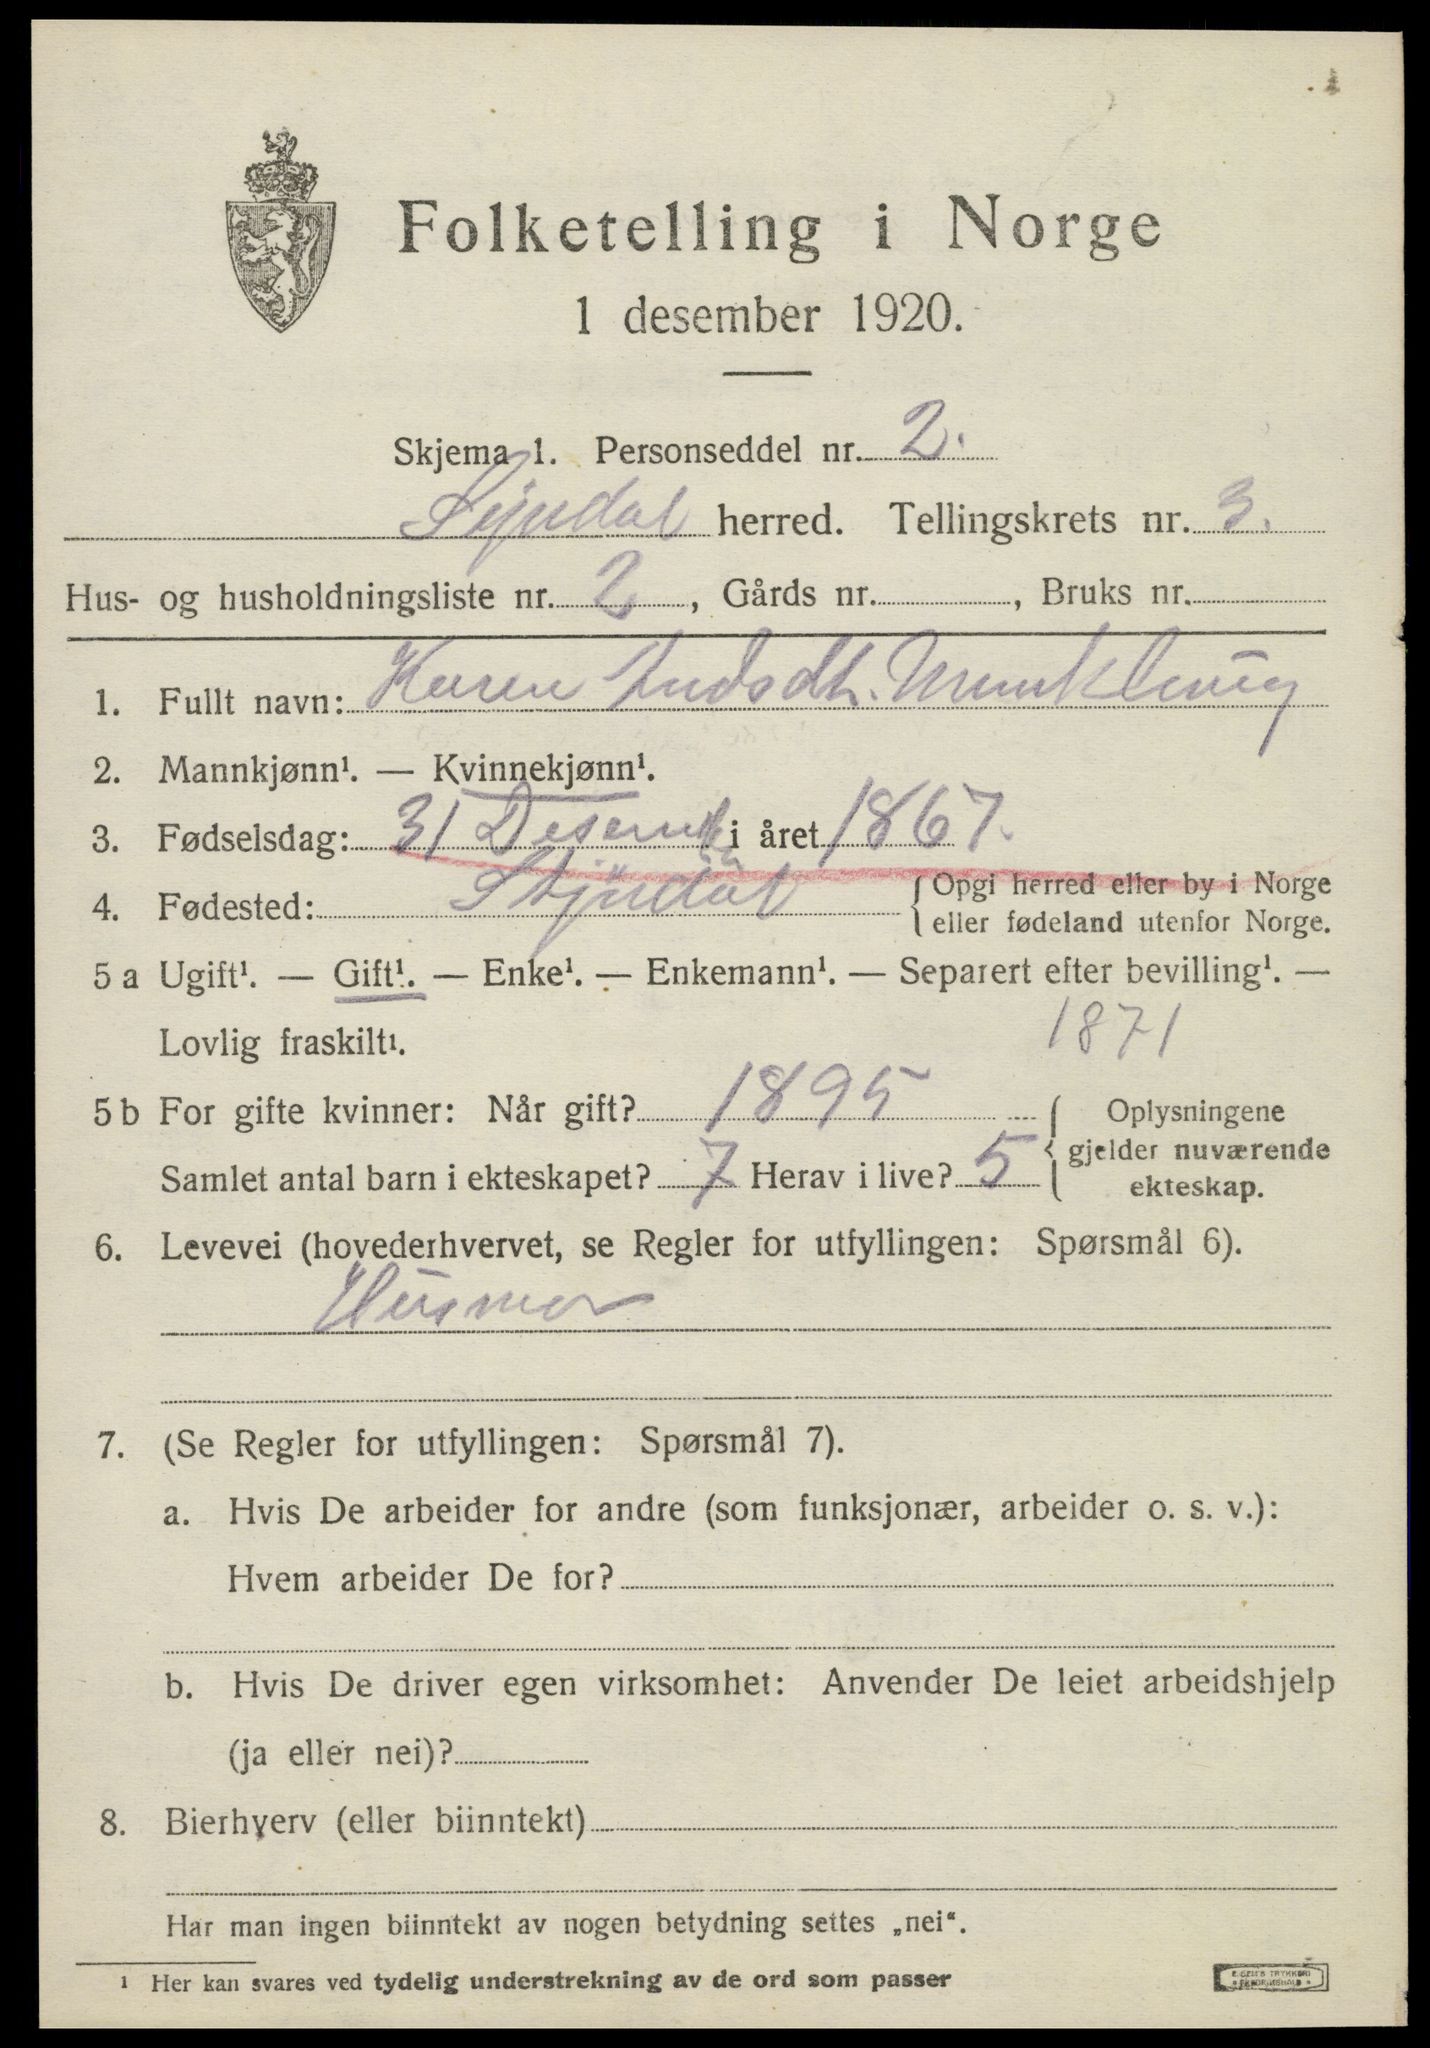 Folketelling i Norge
1 desember 1920.
Skjema 1. Personseddel nr. 2.
herred. Tellingskrets nr. 3.
Hus- og husholdningsliste nr. 2, Gårds nr. , Bruks nr.
1. Fullt navn: Karen
2. Mannkjønn¹. — Kvinnekjønn¹.
3. Fødselsdag: 31 Desember i året 1867.
4. Fødested: { Opgi herred eller by i Norge
eller fødeland utenfor Norge.
5 a Ugift¹. — Gift¹. — Enke¹. — Enkemann¹. — Separert efter bevilling¹. —
Lovlig fraskilt¹. 1871
5 b For gifte kvinner: Når gift? 1895 { Oplysningene
gjelder nuværende
Samlet antal barn i ekteskapet? 7 Herav i live? 5 ekteskap.
6. Levevei (hovederhvervet, se Regler for utfyllingen: Spørsmål 6).
Husmor
7. (Se Regler for utfyllingen: Spørsmål 7).
a. Hvis De arbeider for andre (som funksjonær, arbeider o. s. v.):
Hvem arbeider De for?
b. Hvis De driver egen virksomhet: Anvender De leiet arbeidshjelp
(ja eller nei)?
8. Bierhverv (eller biinntekt)
Har man ingen biinntekt av nogen betydning settes „nei“.
¹ Her kan svares ved tydelig understrekning av de ord som passer